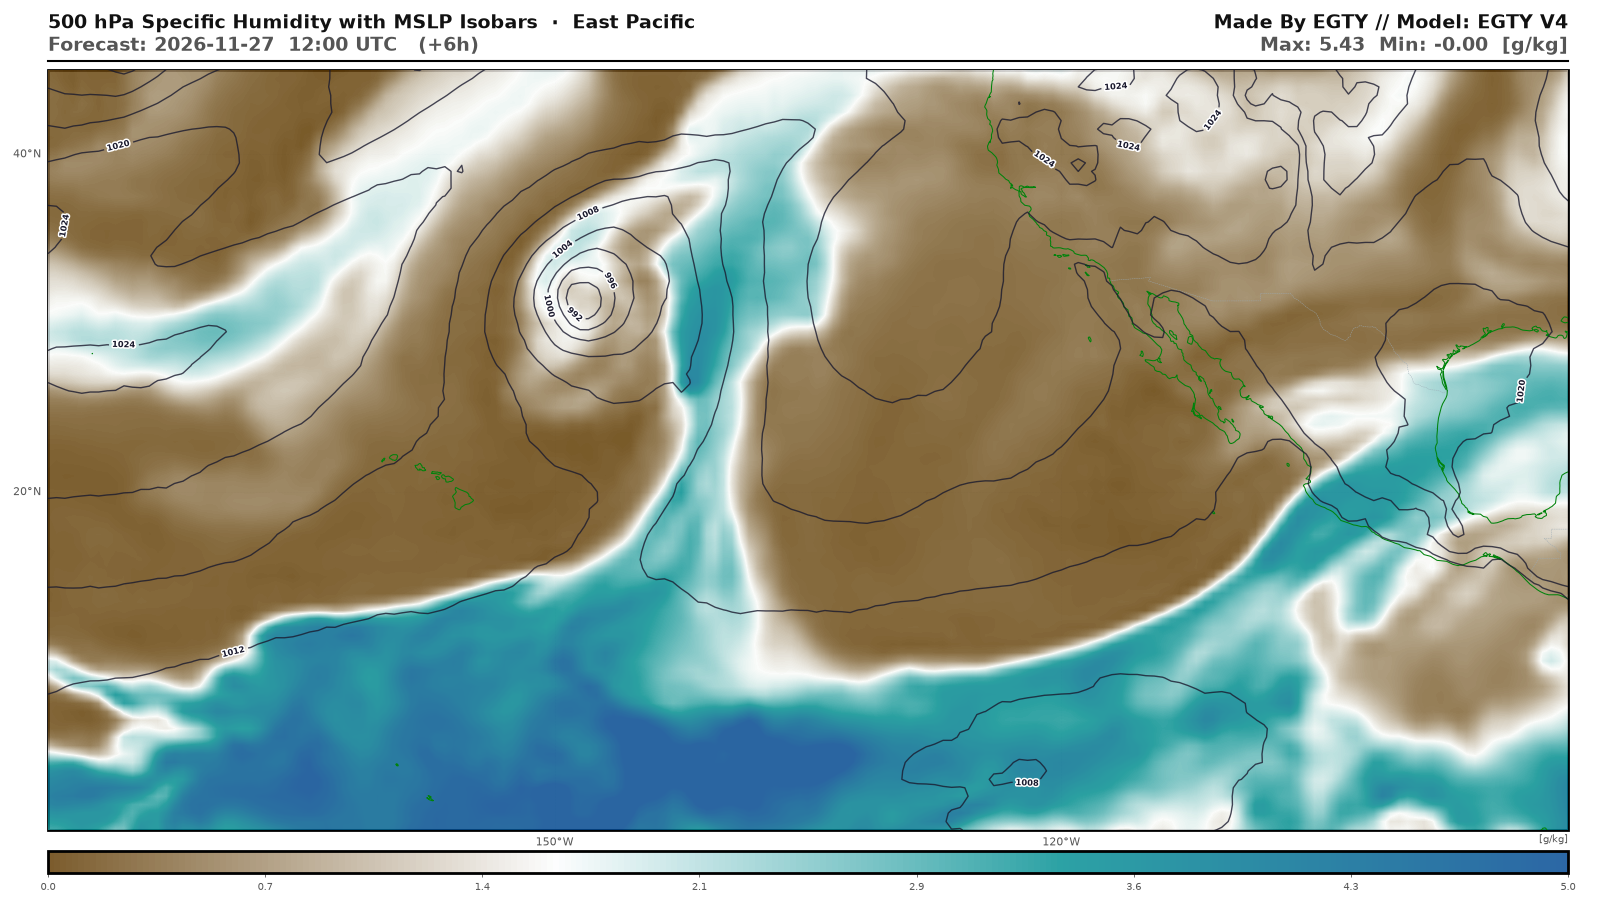 500 hPa Specific Humidity with MSLP Isobars · East Pacific
Made By EGTY // Model: EGTY V4
Forecast: 2026-11-27 12:00 UTC (+6h)
Max: 5.43 Min: -0.00 [g/kg]
1024
1024
1020
1024
1024
1024
40°N
1008
1024
1004
996
1000
992
1024
1020
20°N
1012
1008
150°W
120°W
[g/kg]
0.0
0.7
1.4
2.1
2.9
3.6
4.3
5.0